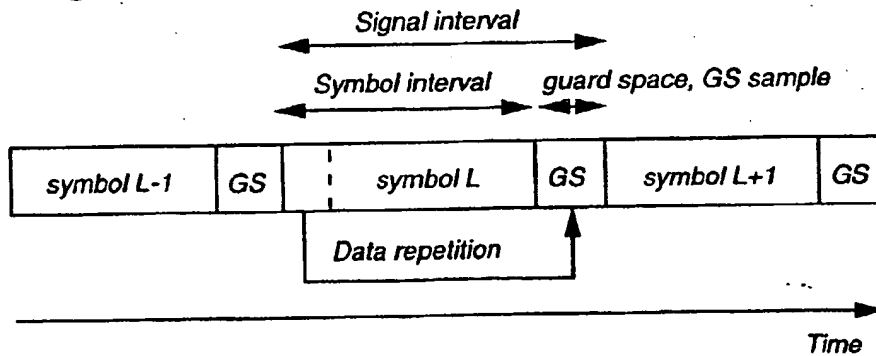 Signal interval
Symbol interval
guard space, GS sample
symbol L-1
GS
symbol L
GS
symbol L+1
GS
Data repetition
Time